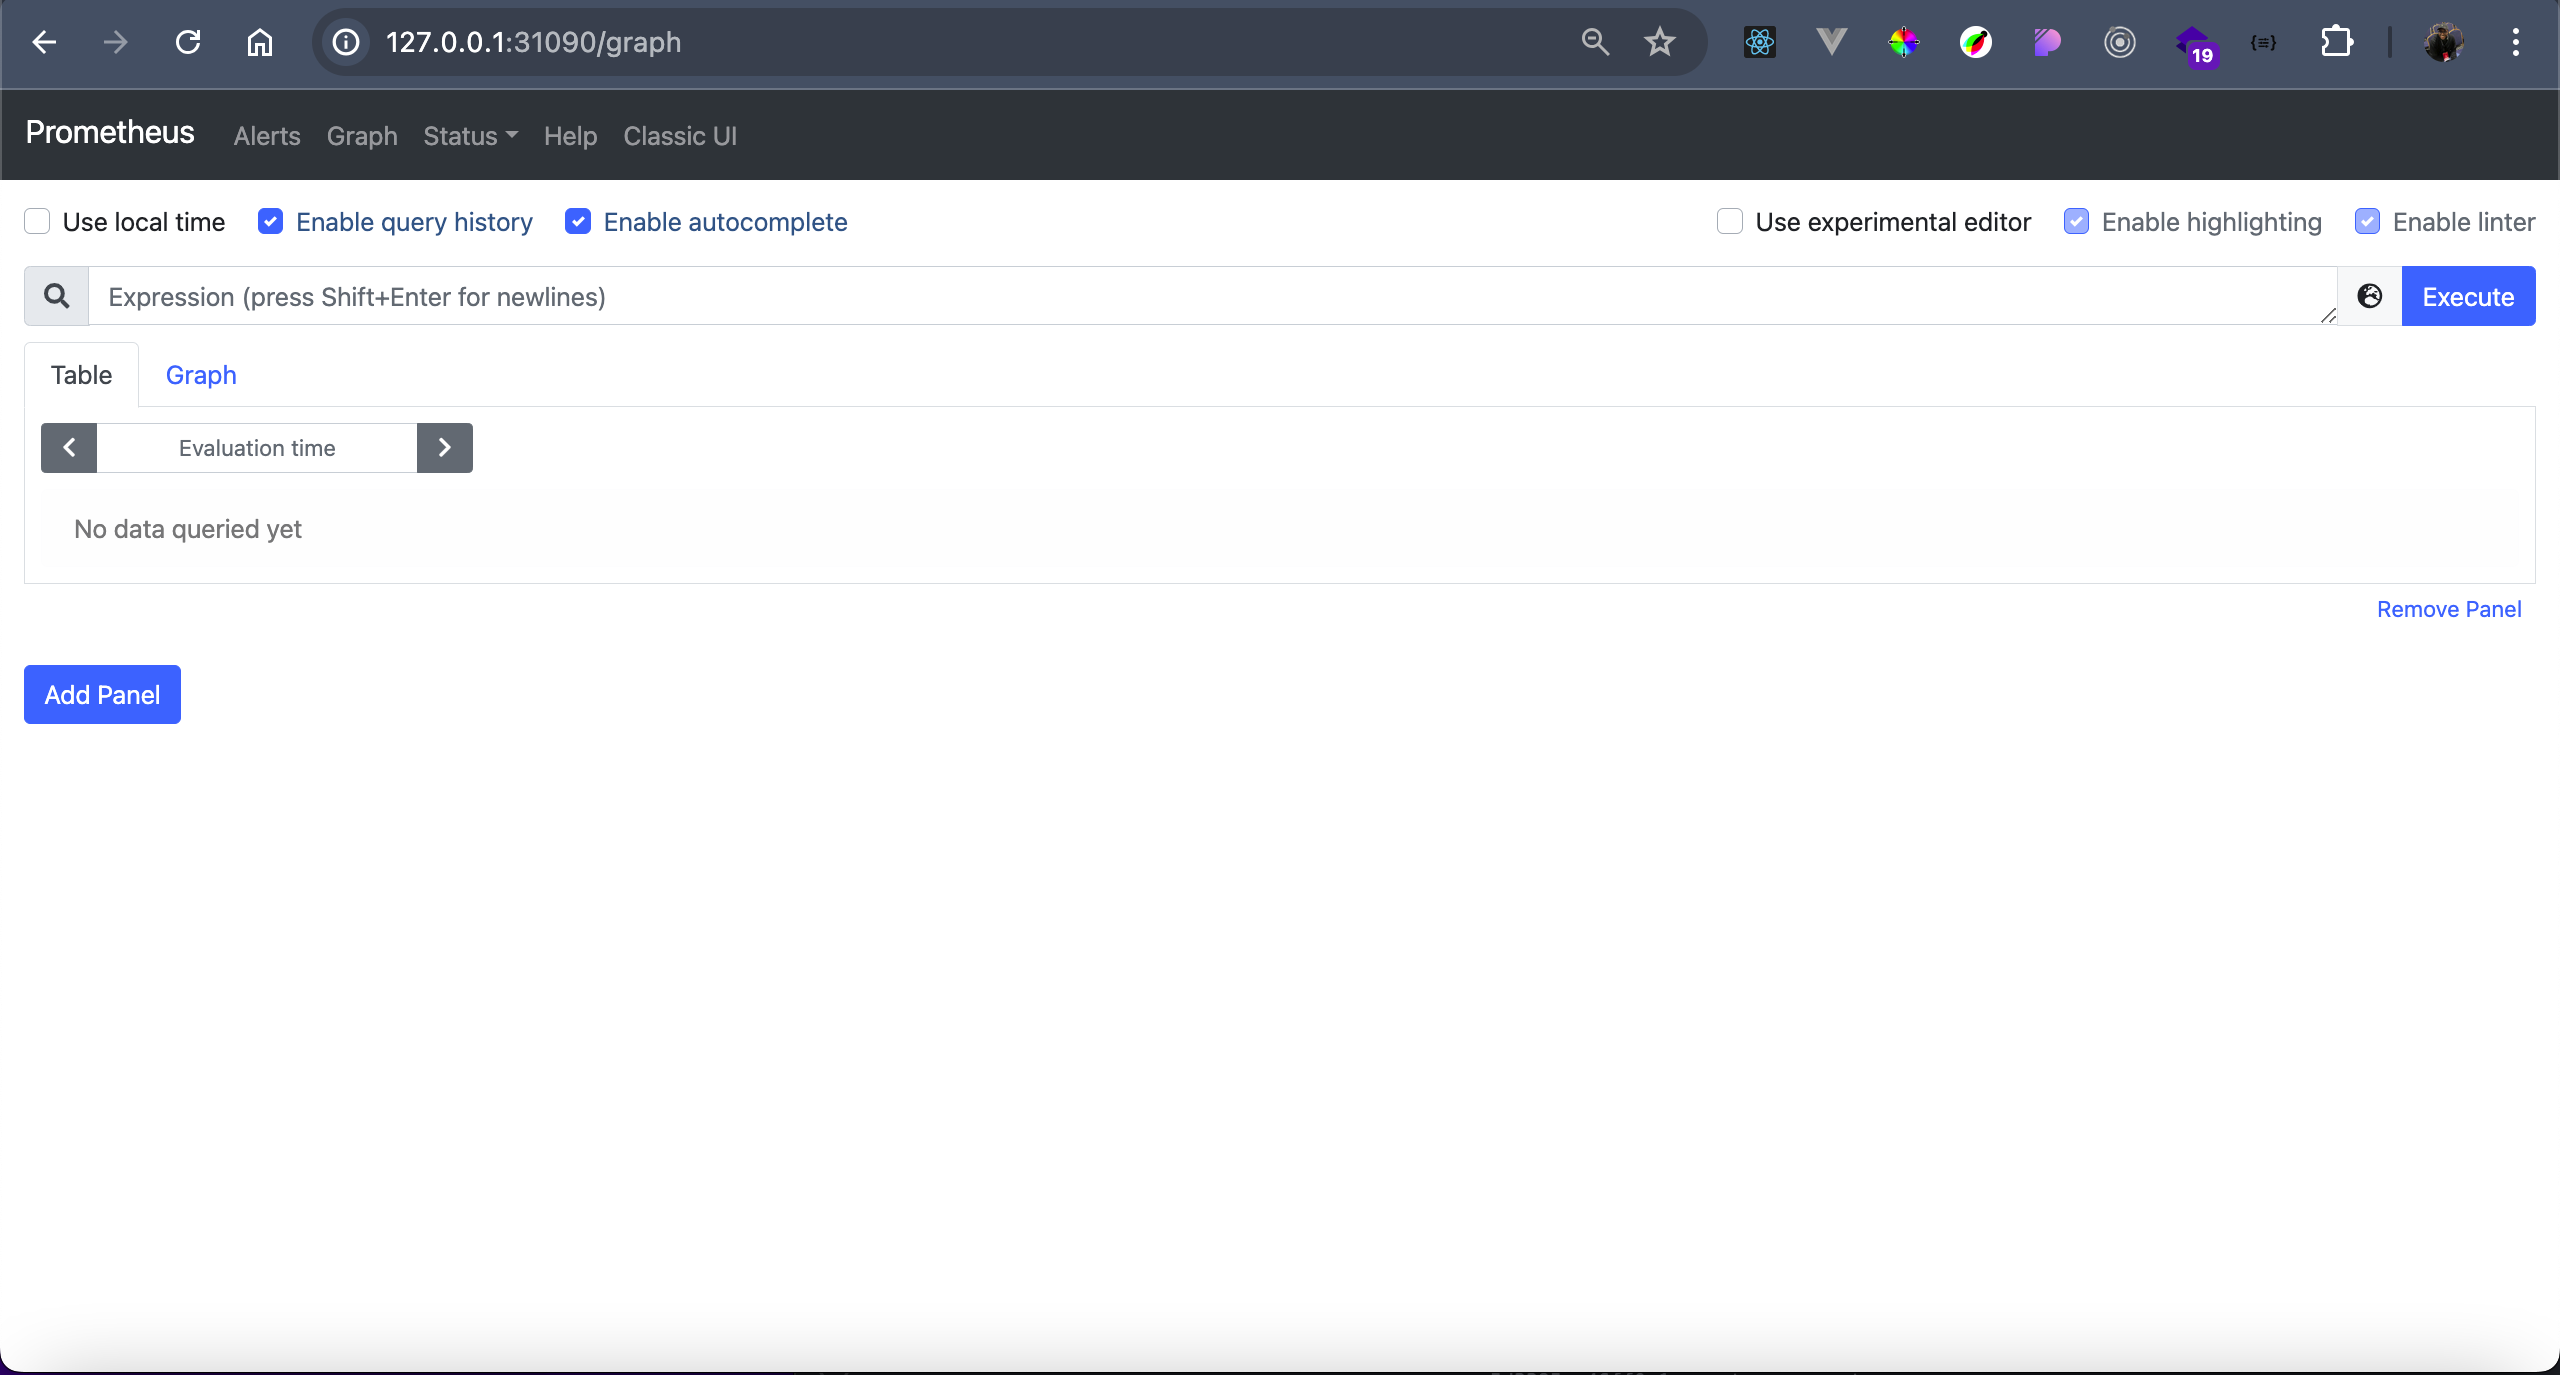 127.0.0.1:31090/graph
19
Prometheus Alerts Graph Status Help Classic UI
Use local time Enable query history Enable autocomplete Use experimental editor Enable highlighting Enable linter
Expression (press Shift+Enter for newlines) Execute
Table Graph
Evaluation time
No data queried yet
Remove Panel
Add Panel